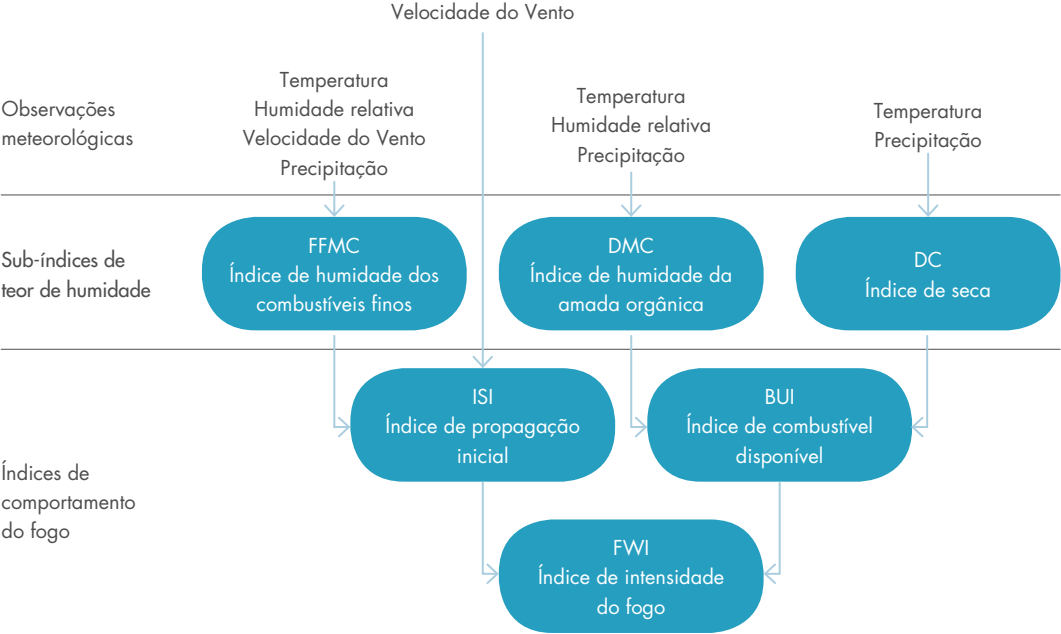 Velocidade do Vento
Observações
meteorológicas
Temperatura
Humidade relativa
Velocidade do Vento
Precipitação
Temperatura
Humidade relativa
Precipitação
Temperatura
Precipitação
Sub-índices de
teor de humidade
FFMC
Índice de humidade dos
combustíveis finos
DMC
Índice de humidade da
amada orgânica
DC
Índice de seca
Índices de
comportamento
do fogo
ISI
Índice de propagação
inicial
BUI
Índice de combustível
disponível
FWI
Índice de intensidade
do fogo